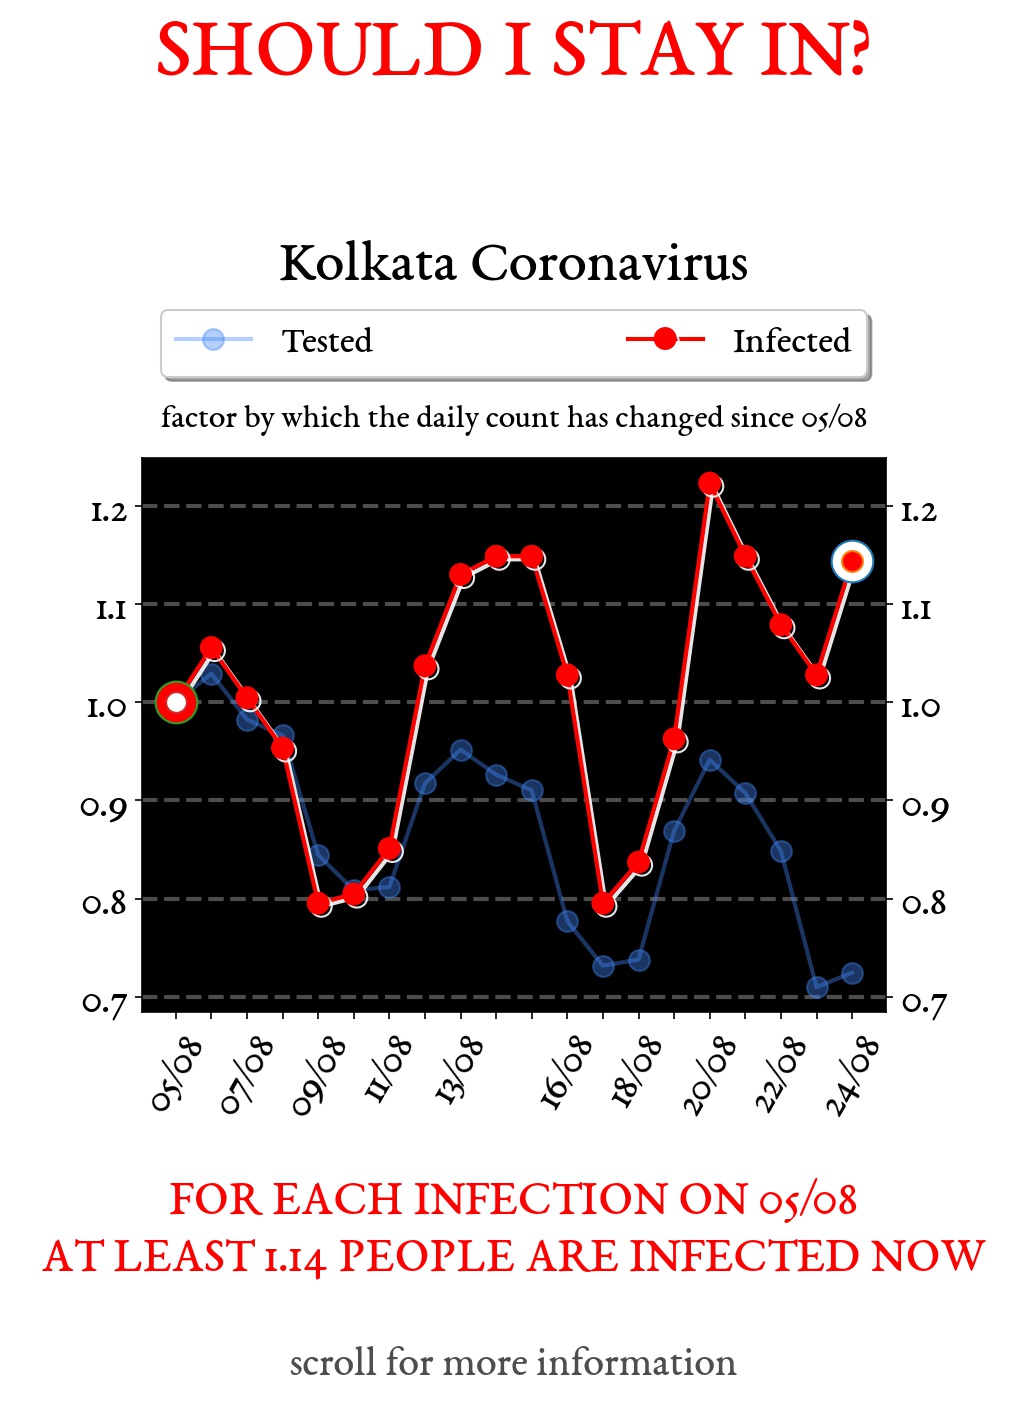 SHOULD I STAY IN?
Kolkata Coronavirus
Tested Infected
factor by which the daily count has changed since 05/08
1.2 1.2
1.1 1.1
1.0 1.0
0.9 0.9
0.8 0.8
0.7 0.7
05/08 07/08 09/08 11/08 13/08 16/08 18/08 20/08 22/08 24/08
FOR EACH INFECTION ON 05/08
AT LEAST 1.14 PEOPLE ARE INFECTED NOW
scroll for more information